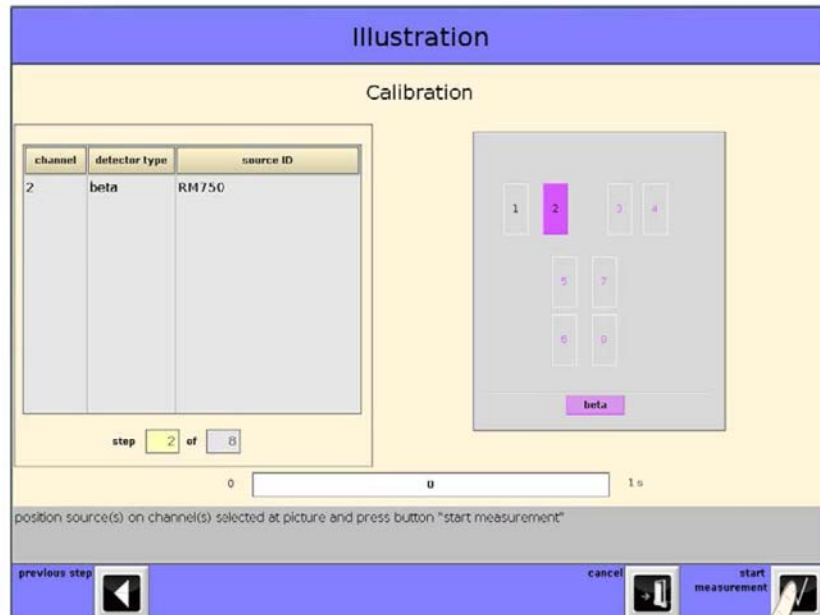 Illustration
Calibration
channel detector type source ID
2 beta RM750
1 2 3 4
5 7
6 8
beta
step 2 of 8
0 0 1 s
position source(s) on channel(s) selected at picture and press button "start measurement"
previous step
cancel
start
measurement